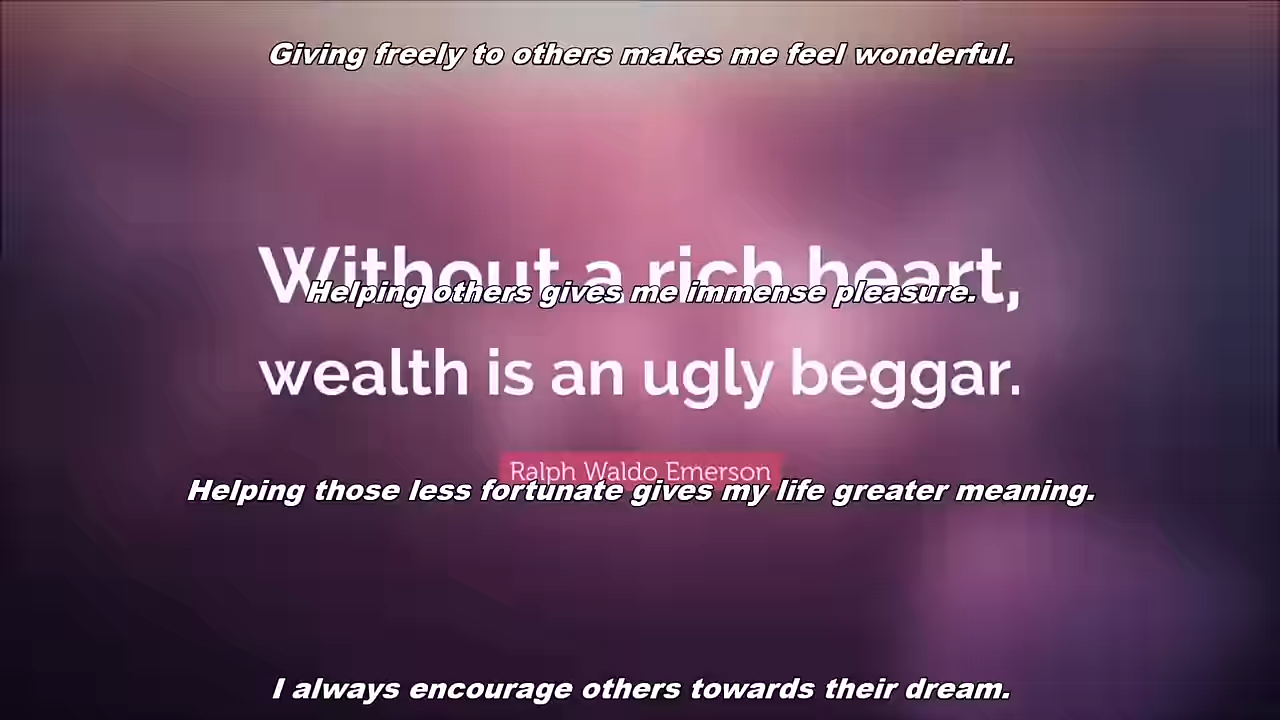 Giving freely to others makes me feel wonderful.
Without a rich heart,
Helping others gives me immense pleasure.
wealth is an ugly beggar.
Ralph Waldo Emerson
Helping those less fortunate gives my life greater meaning.
I always encourage others towards their dream.